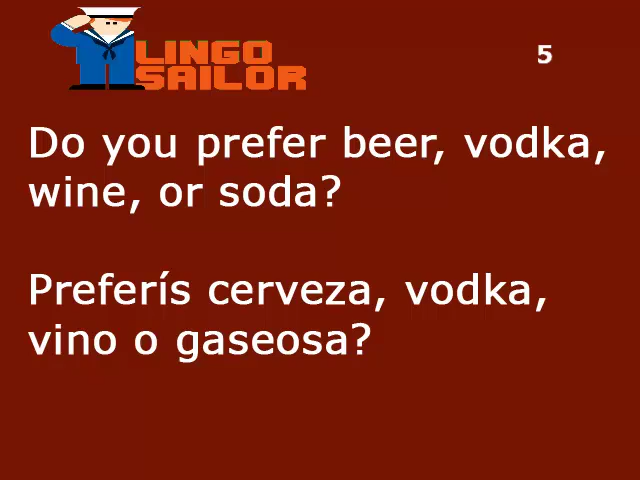 LINGO
SAILOR
5
Do you prefer beer, vodka,
wine, or soda?
Preferís cerveza, vodka,
vino o gaseosa?